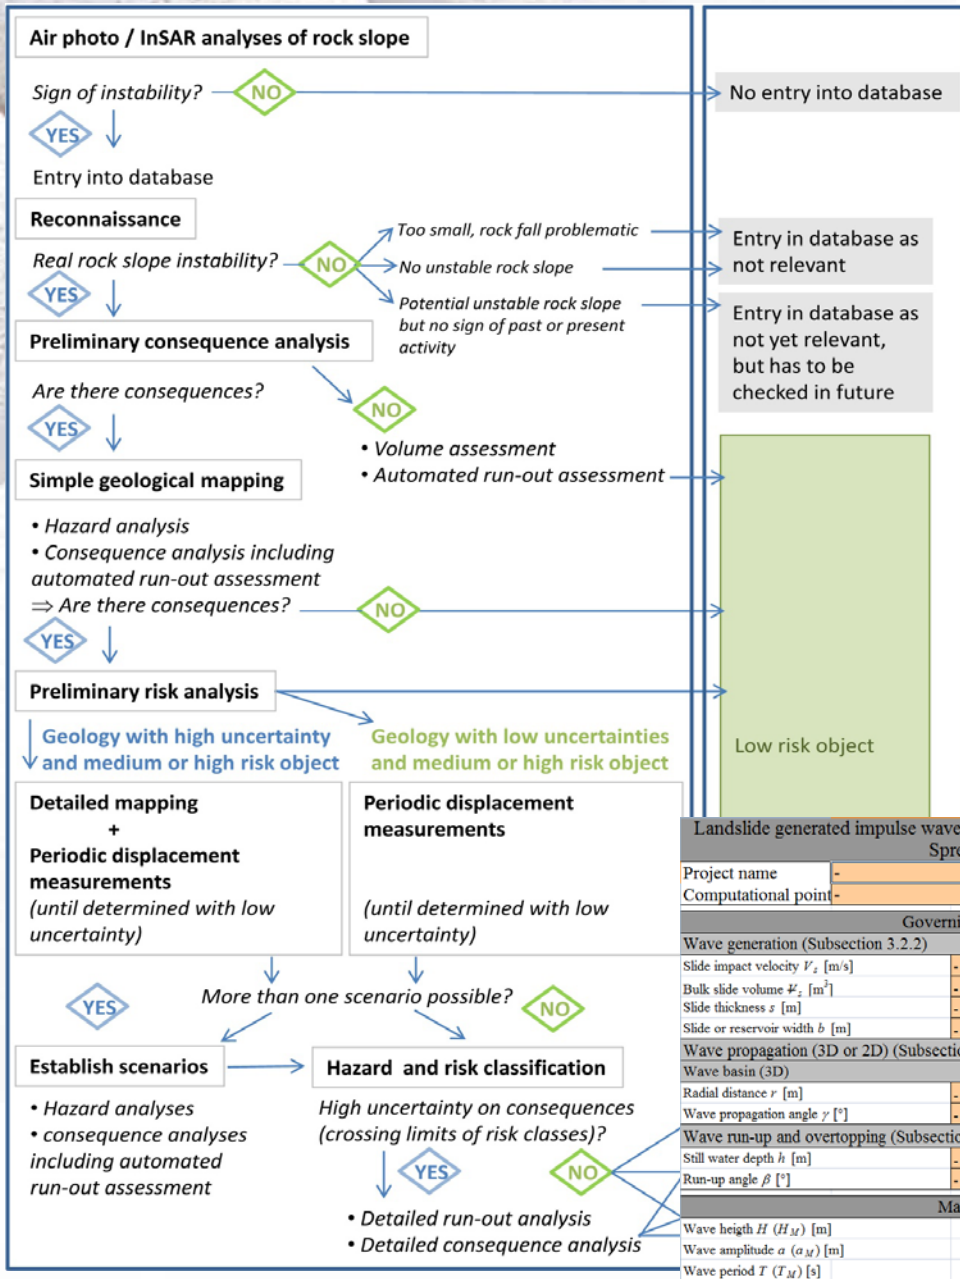 Air photo / InSAR analyses of rock slope
Sign of instability?
NO
No entry into database
YES
Entry into database
Reconnaissance
Real rock slope instability?
NO
Too small, rock fall problematic
No unstable rock slope
Potential unstable rock slope
but no sign of past or present
activity
Entry in database as
not relevant
Entry in database as
not yet relevant,
but has to be
checked in future
YES
Preliminary consequence analysis
Are there consequences?
NO
YES
• Volume assessment
• Automated run-out assessment
Simple geological mapping
• Hazard analysis
• Consequence analysis including
automated run-out assessment
⇒ Are there consequences?
NO
YES
Preliminary risk analysis
Low risk object
Geology with high uncertainty
and medium or high risk object
Geology with low uncertainties
and medium or high risk object
Detailed mapping
+
Periodic displacement
measurements
(until determined with low
uncertainty)
Periodic displacement
measurements
(until determined with low
uncertainty)
More than one scenario possible?
YES
NO
Establish scenarios
• Hazard analyses
• consequence analyses
including automated
run-out assessment
Hazard and risk classification
High uncertainty on consequences
(crossing limits of risk classes)?
YES
NO
• Detailed run-out analysis
• Detailed consequence analysis
Landslide generated impulse wave
Spre
Project name -
Computational point -
Governi
Wave generation (Subsection 3.2.2)
Slide impact velocity Vs [m/s] -
Bulk slide volume V̶s [m³] -
Slide thickness s [m] -
Slide or reservoir width b [m] -
Wave propagation (3D or 2D) (Subsectio
Wave basin (3D)
Radial distance r [m] -
Wave propagation angle γ [°] -
Wave run-up and overtopping (Subsectio
Still water depth h [m] -
Run-up angle β [°] -
Ma
Wave heigth H (HM) [m]
Wave amplitude a (aM) [m]
Wave period T (TM) [s]